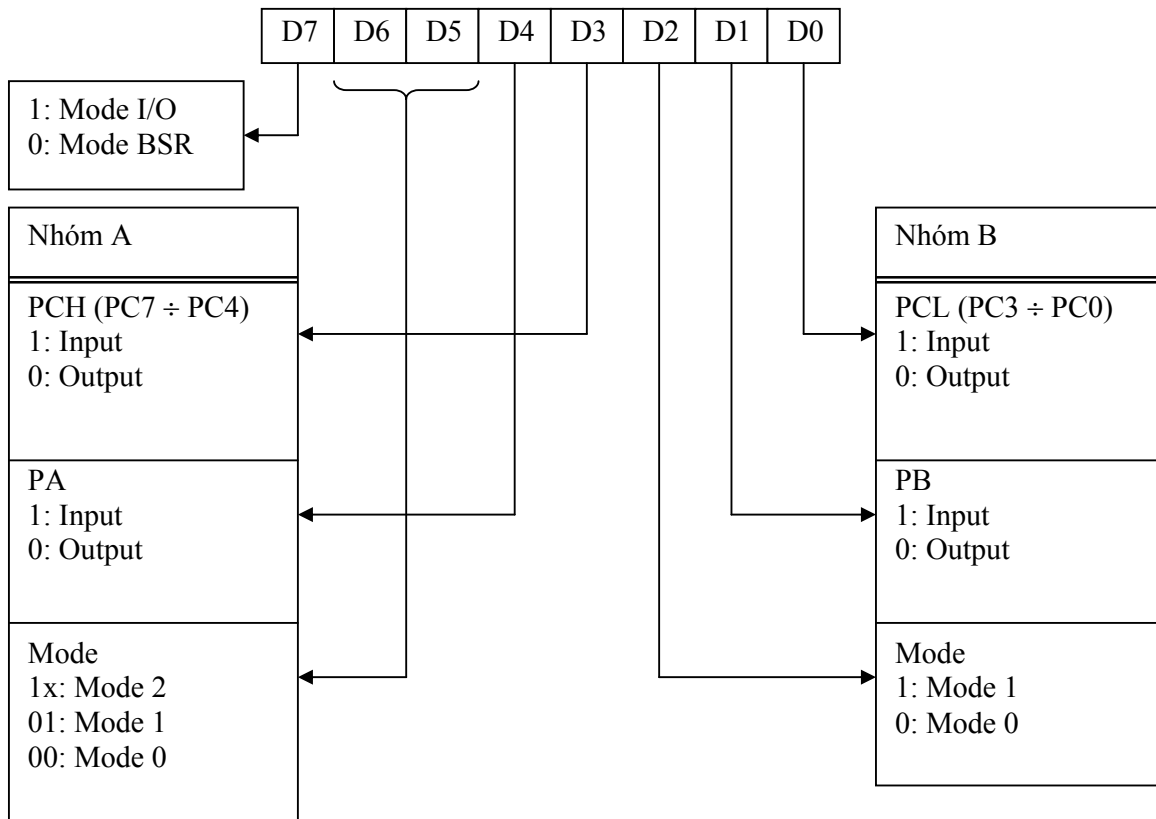 D7 D6 D5 D4 D3 D2 D1 D0
1: Mode I/O
0: Mode BSR
Nhóm A
PCH (PC7 ÷ PC4)
1: Input
0: Output
PA
1: Input
0: Output
Mode
1x: Mode 2
01: Mode 1
00: Mode 0
Nhóm B
PCL (PC3 ÷ PC0)
1: Input
0: Output
PB
1: Input
0: Output
Mode
1: Mode 1
0: Mode 0